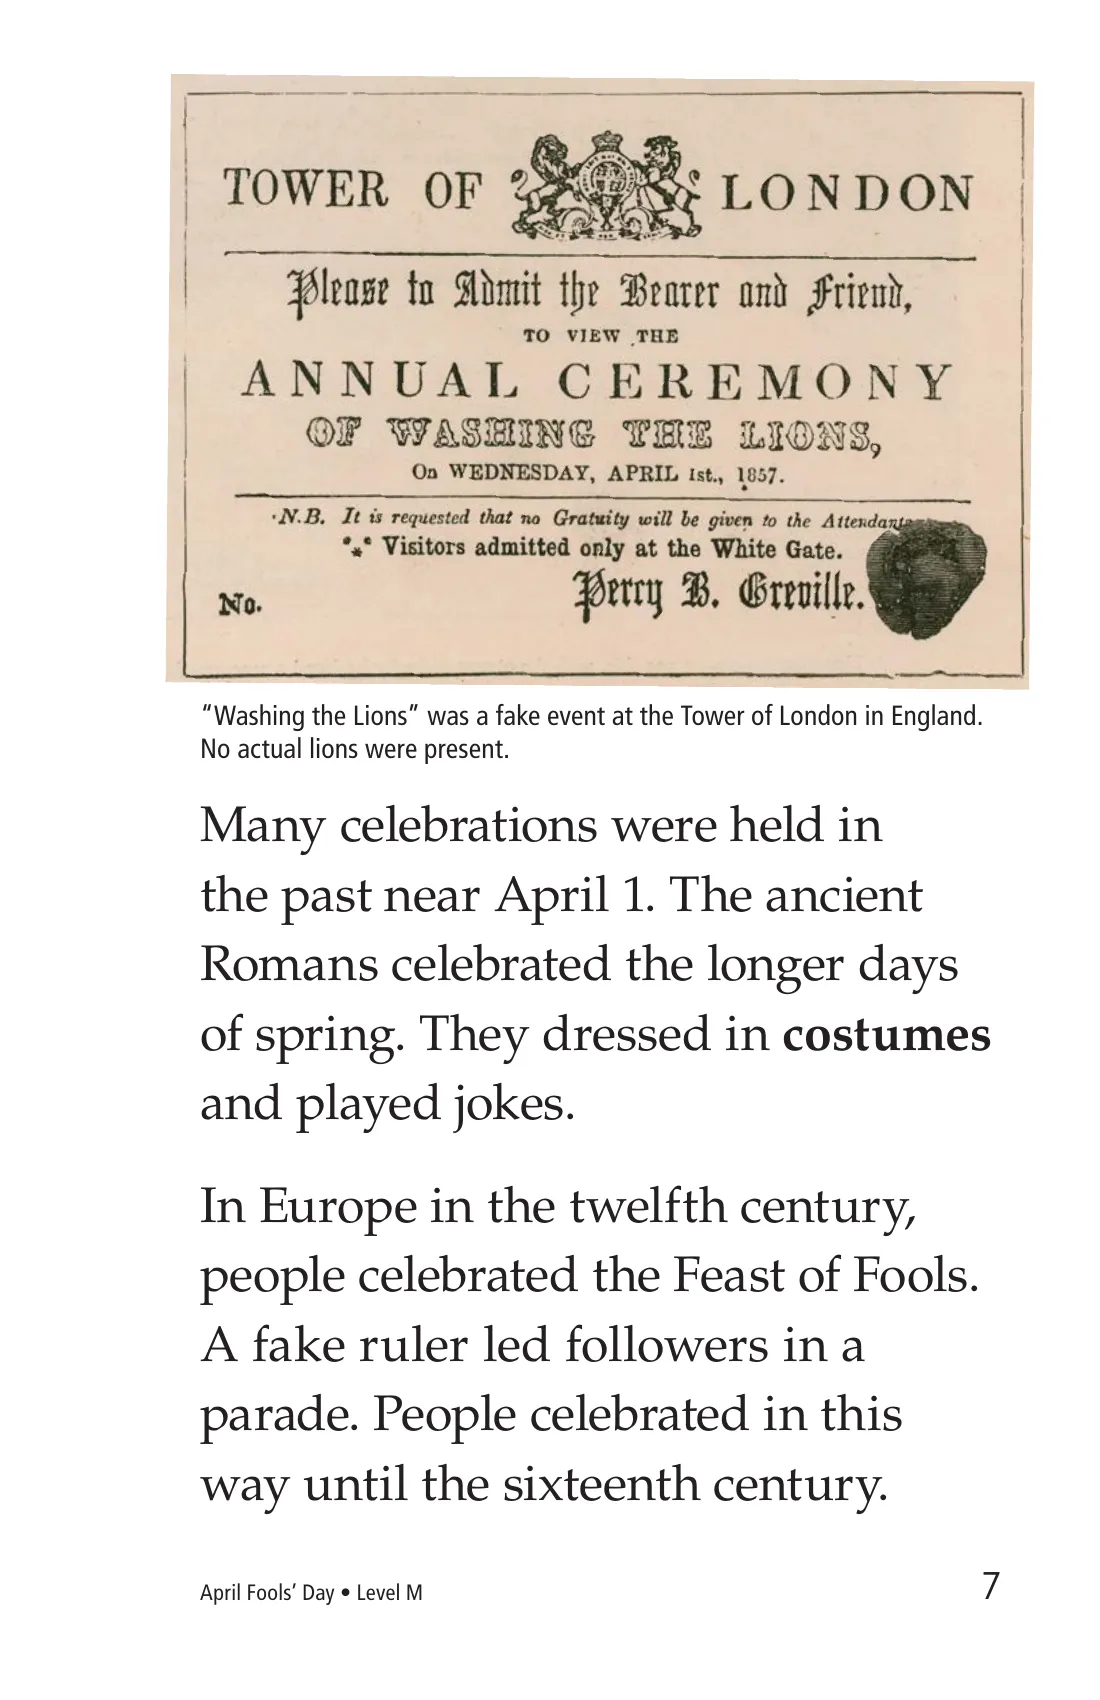 TOWER OF LONDON
Please to Admit the Bearer and Friend,
TO VIEW THE
ANNUAL CEREMONY
OF WASHING THE LIONS,
On WEDNESDAY, APRIL 1st., 1857.
N.B. It is requested that no Gratuity will be given to the Attendants
*⁎* Visitors admitted only at the White Gate.
No. Percy B. Greville.
“Washing the Lions” was a fake event at the Tower of London in England.
No actual lions were present.
Many celebrations were held in
the past near April 1. The ancient
Romans celebrated the longer days
of spring. They dressed in costumes
and played jokes.
In Europe in the twelfth century,
people celebrated the Feast of Fools.
A fake ruler led followers in a
parade. People celebrated in this
way until the sixteenth century.
April Fools’ Day • Level M 7